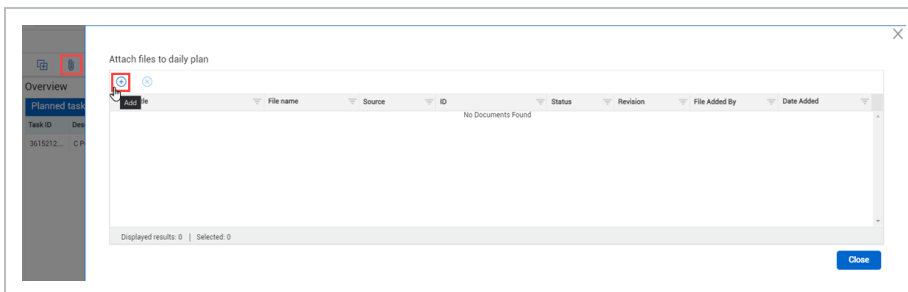 Attach files to daily plan
Overview
Planned task
Add
File name
Source
ID
Status
Revision
File Added By
Date Added
Task ID
Des
No Documents Found
3615212...
C P
Displayed results: 0 | Selected: 0
Close